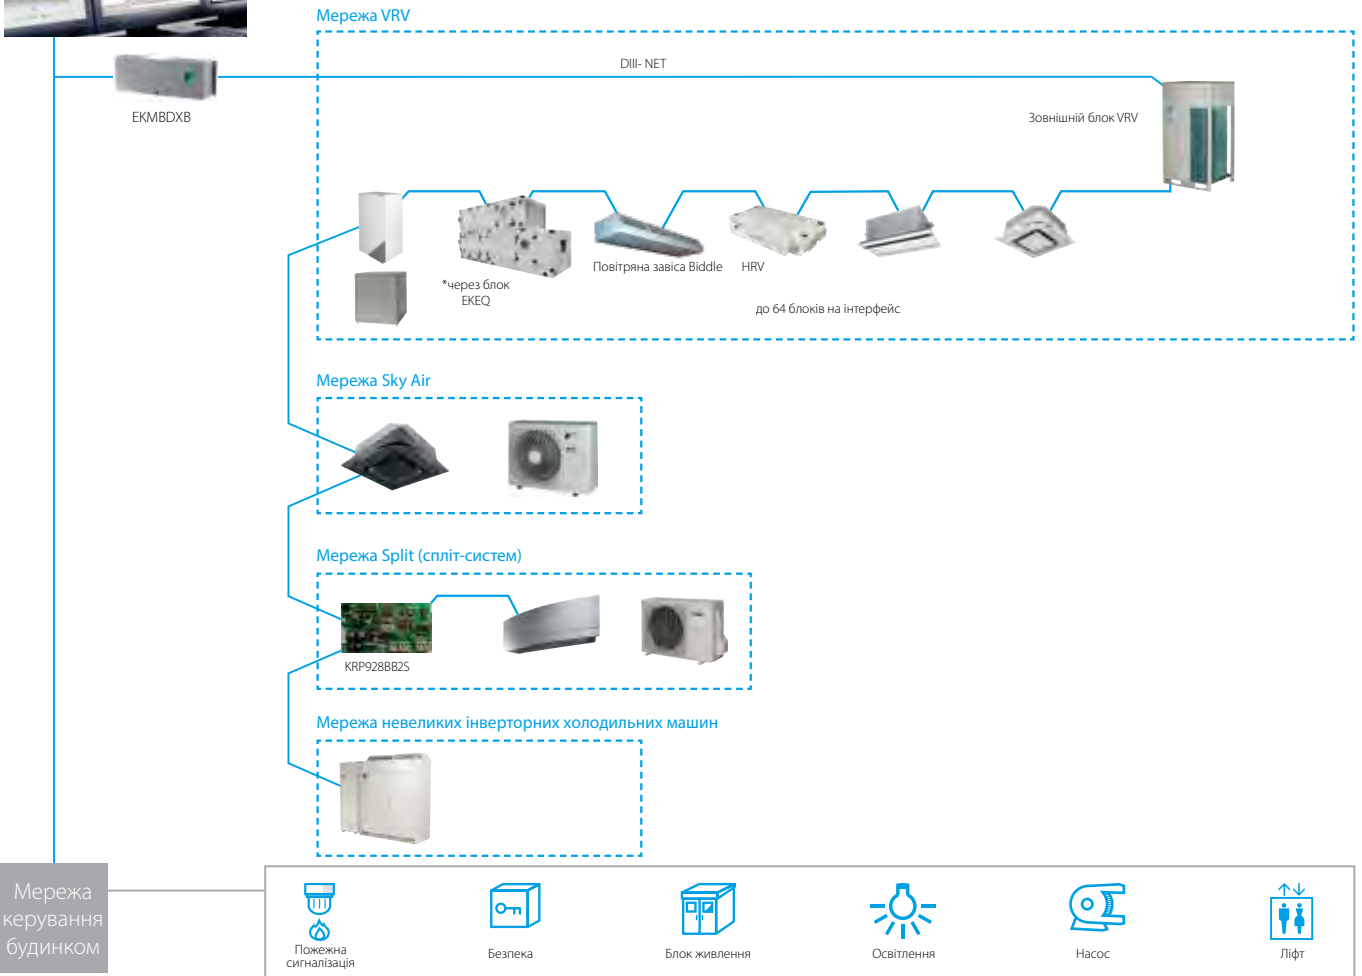 Мережа VRV
DIII- NET
EKMBDXB
Зовнішній блок VRV
Повітряна завіса Biddle
HRV
*через блок
EKEQ
до 64 блоків на інтерфейс
Мережа Sky Air
Мережа Split (спліт-систем)
KRP928BB2S
Мережа невеликих інверторних холодильних машин
Мережа
керування
будинком
Пожежна
сигналізація
Безпека
Блок живлення
Освітлення
Насос
Ліфт